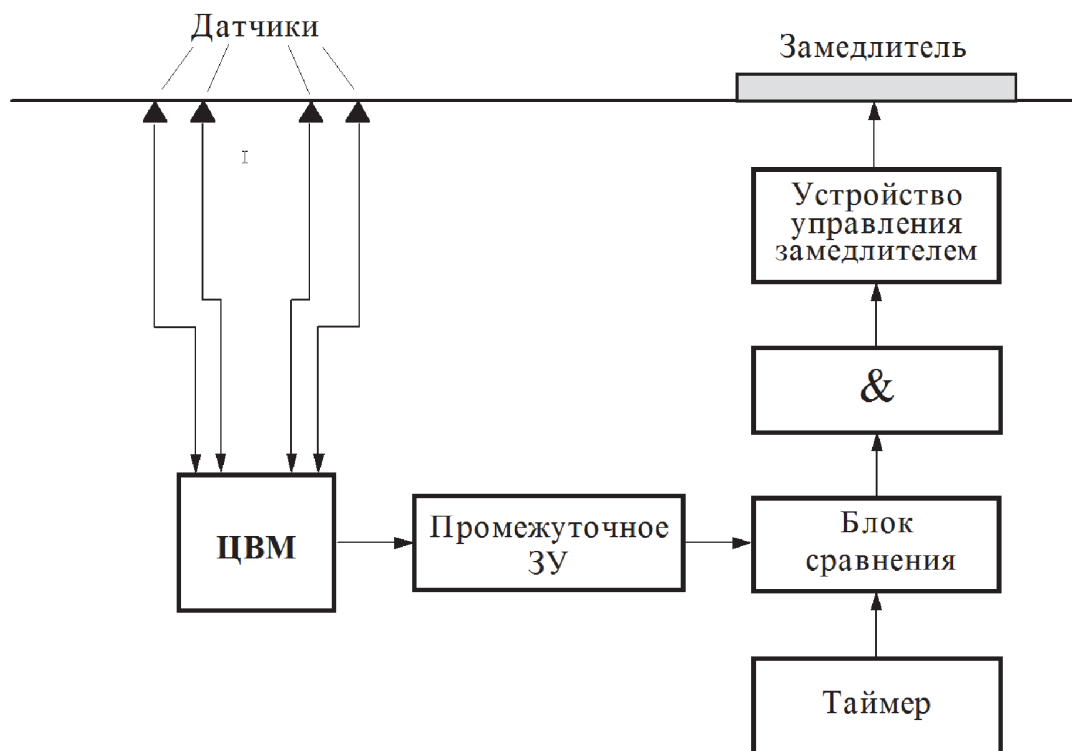 Датчики
Замедлитель
Устройство
управления
замедлителем
&
ЦВМ
Промежуточное
ЗУ
Блок
сравнения
Таймер